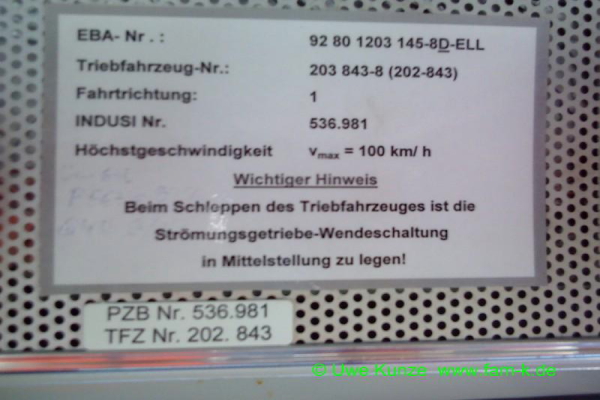 EBA- Nr . : 92 80 1203 145-8D-ELL
Triebfahrzeug-Nr.: 203 843-8 (202-843)
Fahrtrichtung: 1
INDUSI Nr. 536.981
Höchstgeschwindigkeit vmax = 100 km/ h
Wichtiger Hinweis
Beim Schleppen des Triebfahrzeuges ist die
Strömungsgetriebe-Wendeschaltung
in Mittelstellung zu legen!
PZB Nr. 536.981
TFZ Nr. 202. 843
© Uwe Kunze www.tam-k.de